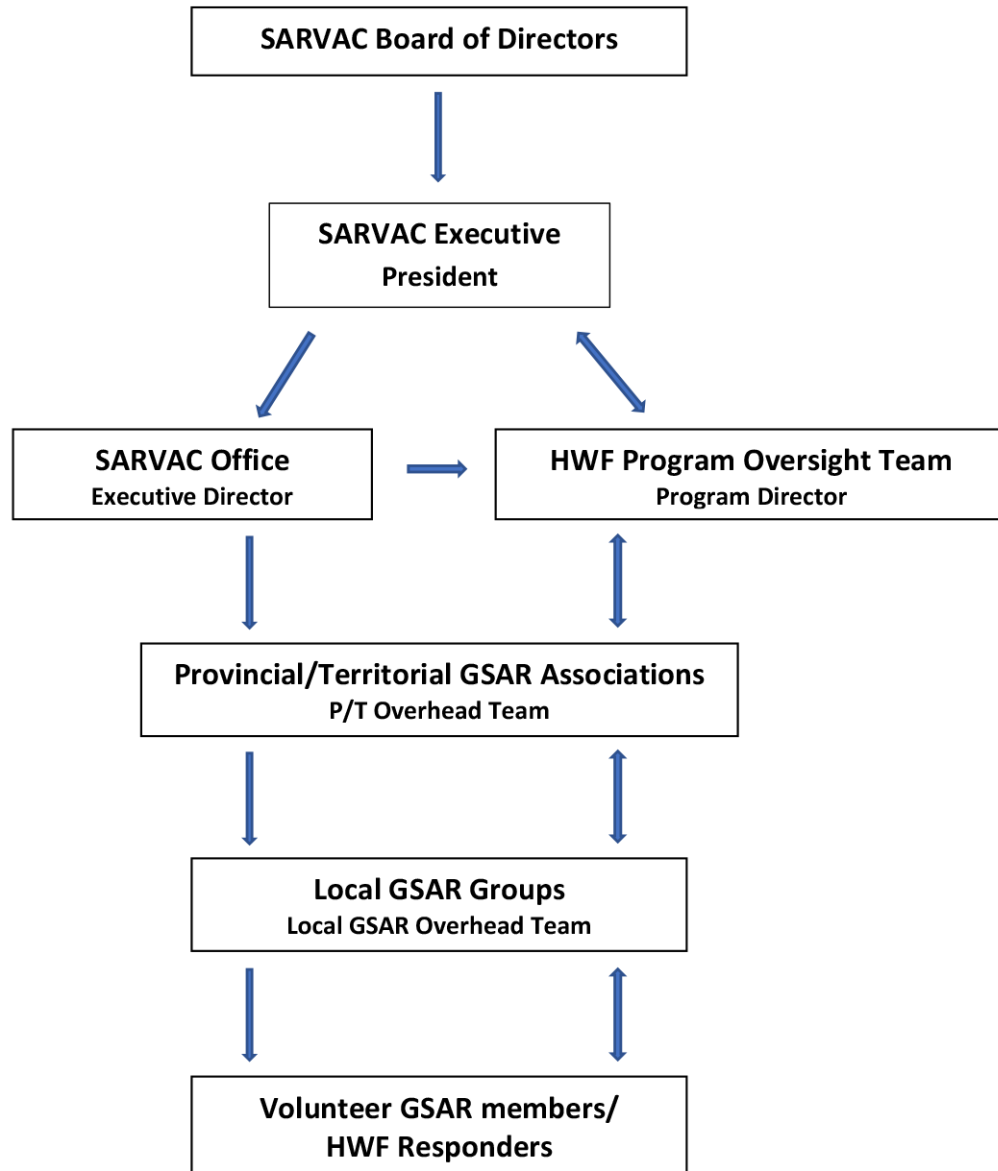 SARVAC Board of Directors
SARVAC Executive
President
SARVAC Office
Executive Director
HWF Program Oversight Team
Program Director
Provincial/Territorial GSAR Associations
P/T Overhead Team
Local GSAR Groups
Local GSAR Overhead Team
Volunteer GSAR members/
HWF Responders